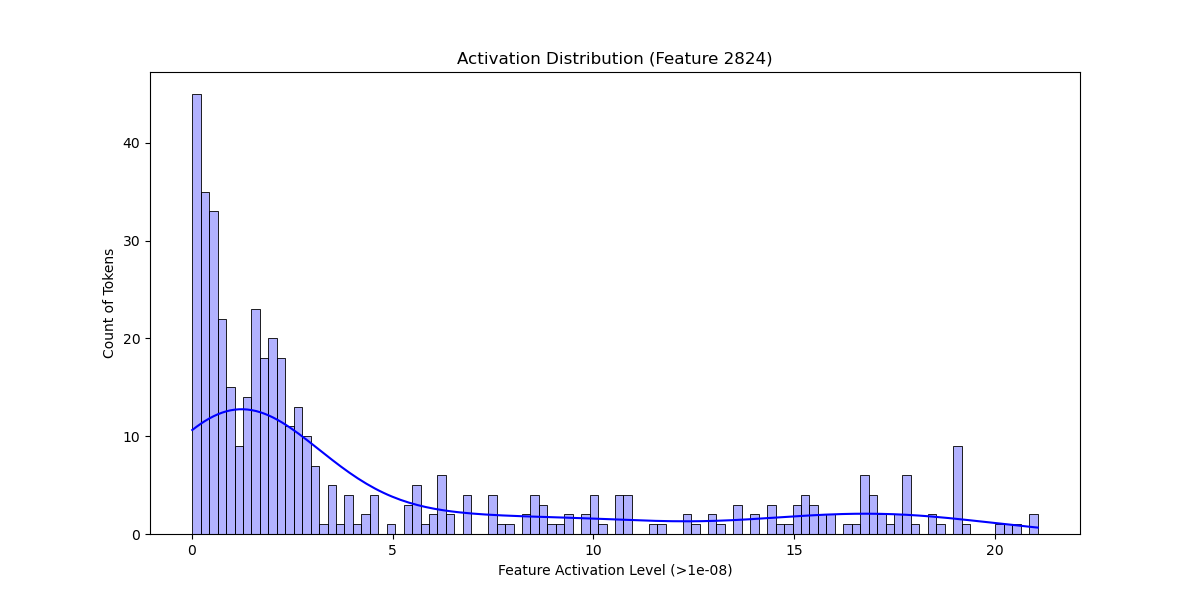 Activation Distribution (Feature 2824)
Count of Tokens
40
30
20
10
0
0 5 10 15 20
Feature Activation Level (>1e-08)